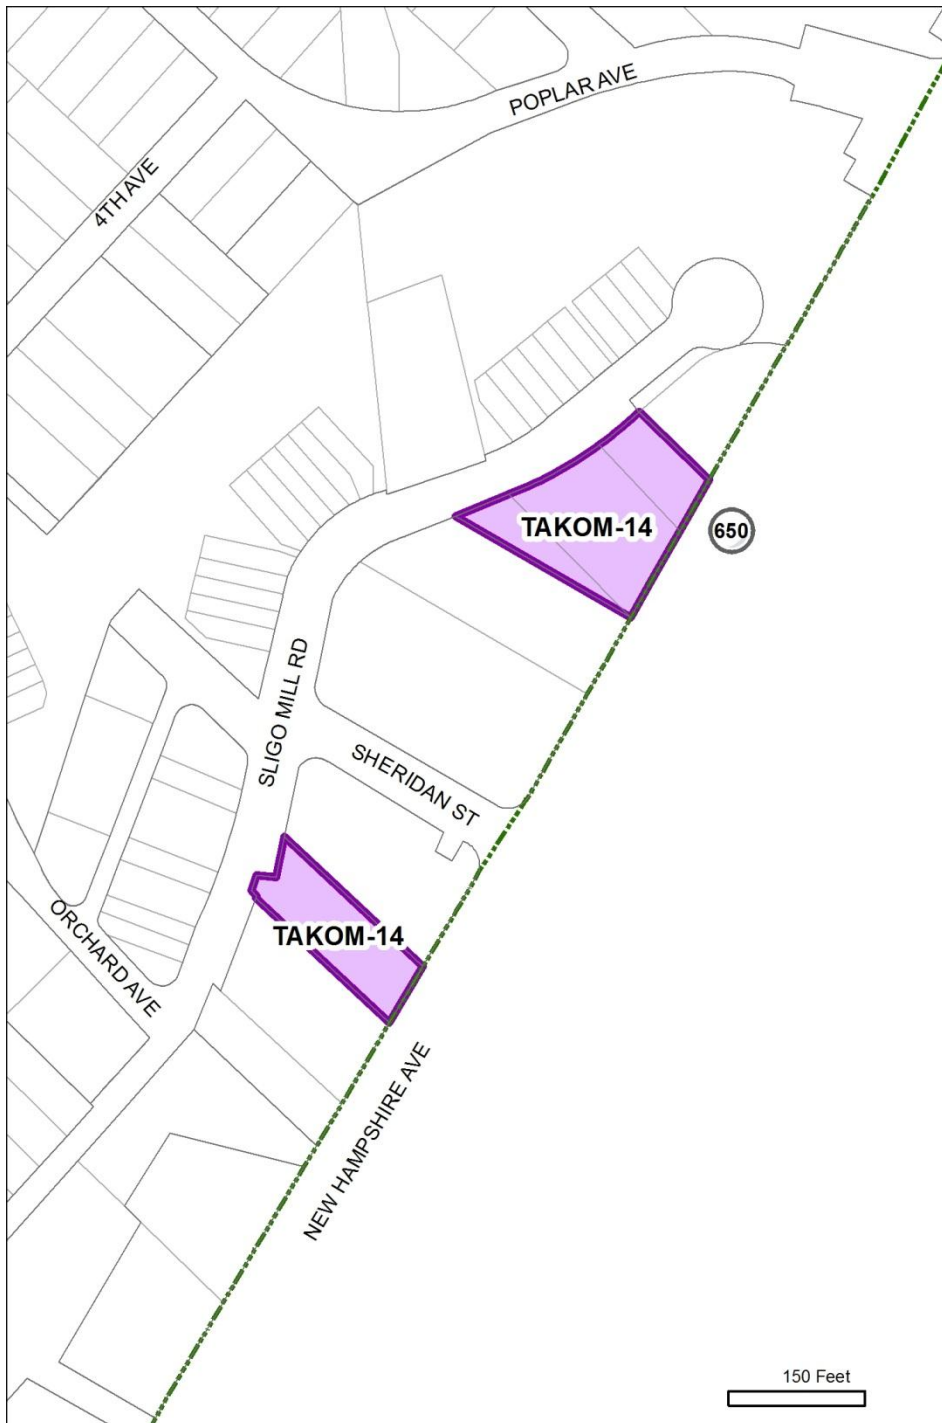 POPLAR AVE
4TH AVE
TAKOM-14
650
SLIGO MILL RD
SHERIDAN ST
TAKOM-14
ORCHARD AVE
NEW HAMPSHIRE AVE
150 Feet